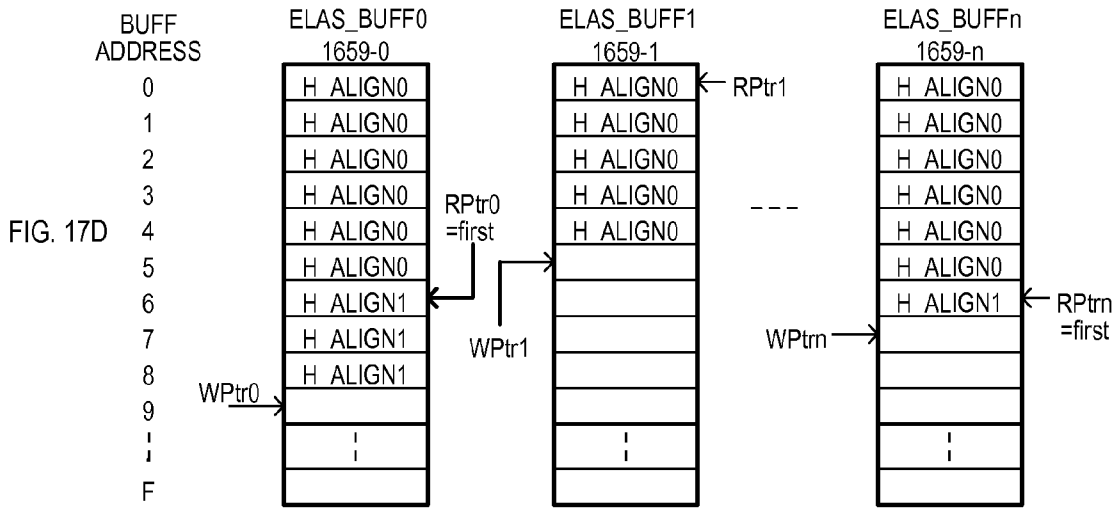 BUFF ADDRESS
ELAS_BUFF0
1659-0
ELAS_BUFF1
1659-1
ELAS_BUFFn
1659-n
0 H ALIGN0 H ALIGN0 RPtr1 H ALIGN0
1 H ALIGN0 H ALIGN0 H ALIGN0
2 H ALIGN0 H ALIGN0 H ALIGN0
3 H ALIGN0 H ALIGN0 H ALIGN0
RPtr0
=first
FIG. 17D 4 H ALIGN0 H ALIGN0 H ALIGN0
5 H ALIGN0 H ALIGN0
6 H ALIGN1 H ALIGN1 RPtrn
=first
7 H ALIGN1 WPtr1 WPtrn
8 H ALIGN1
WPtr0
9
F